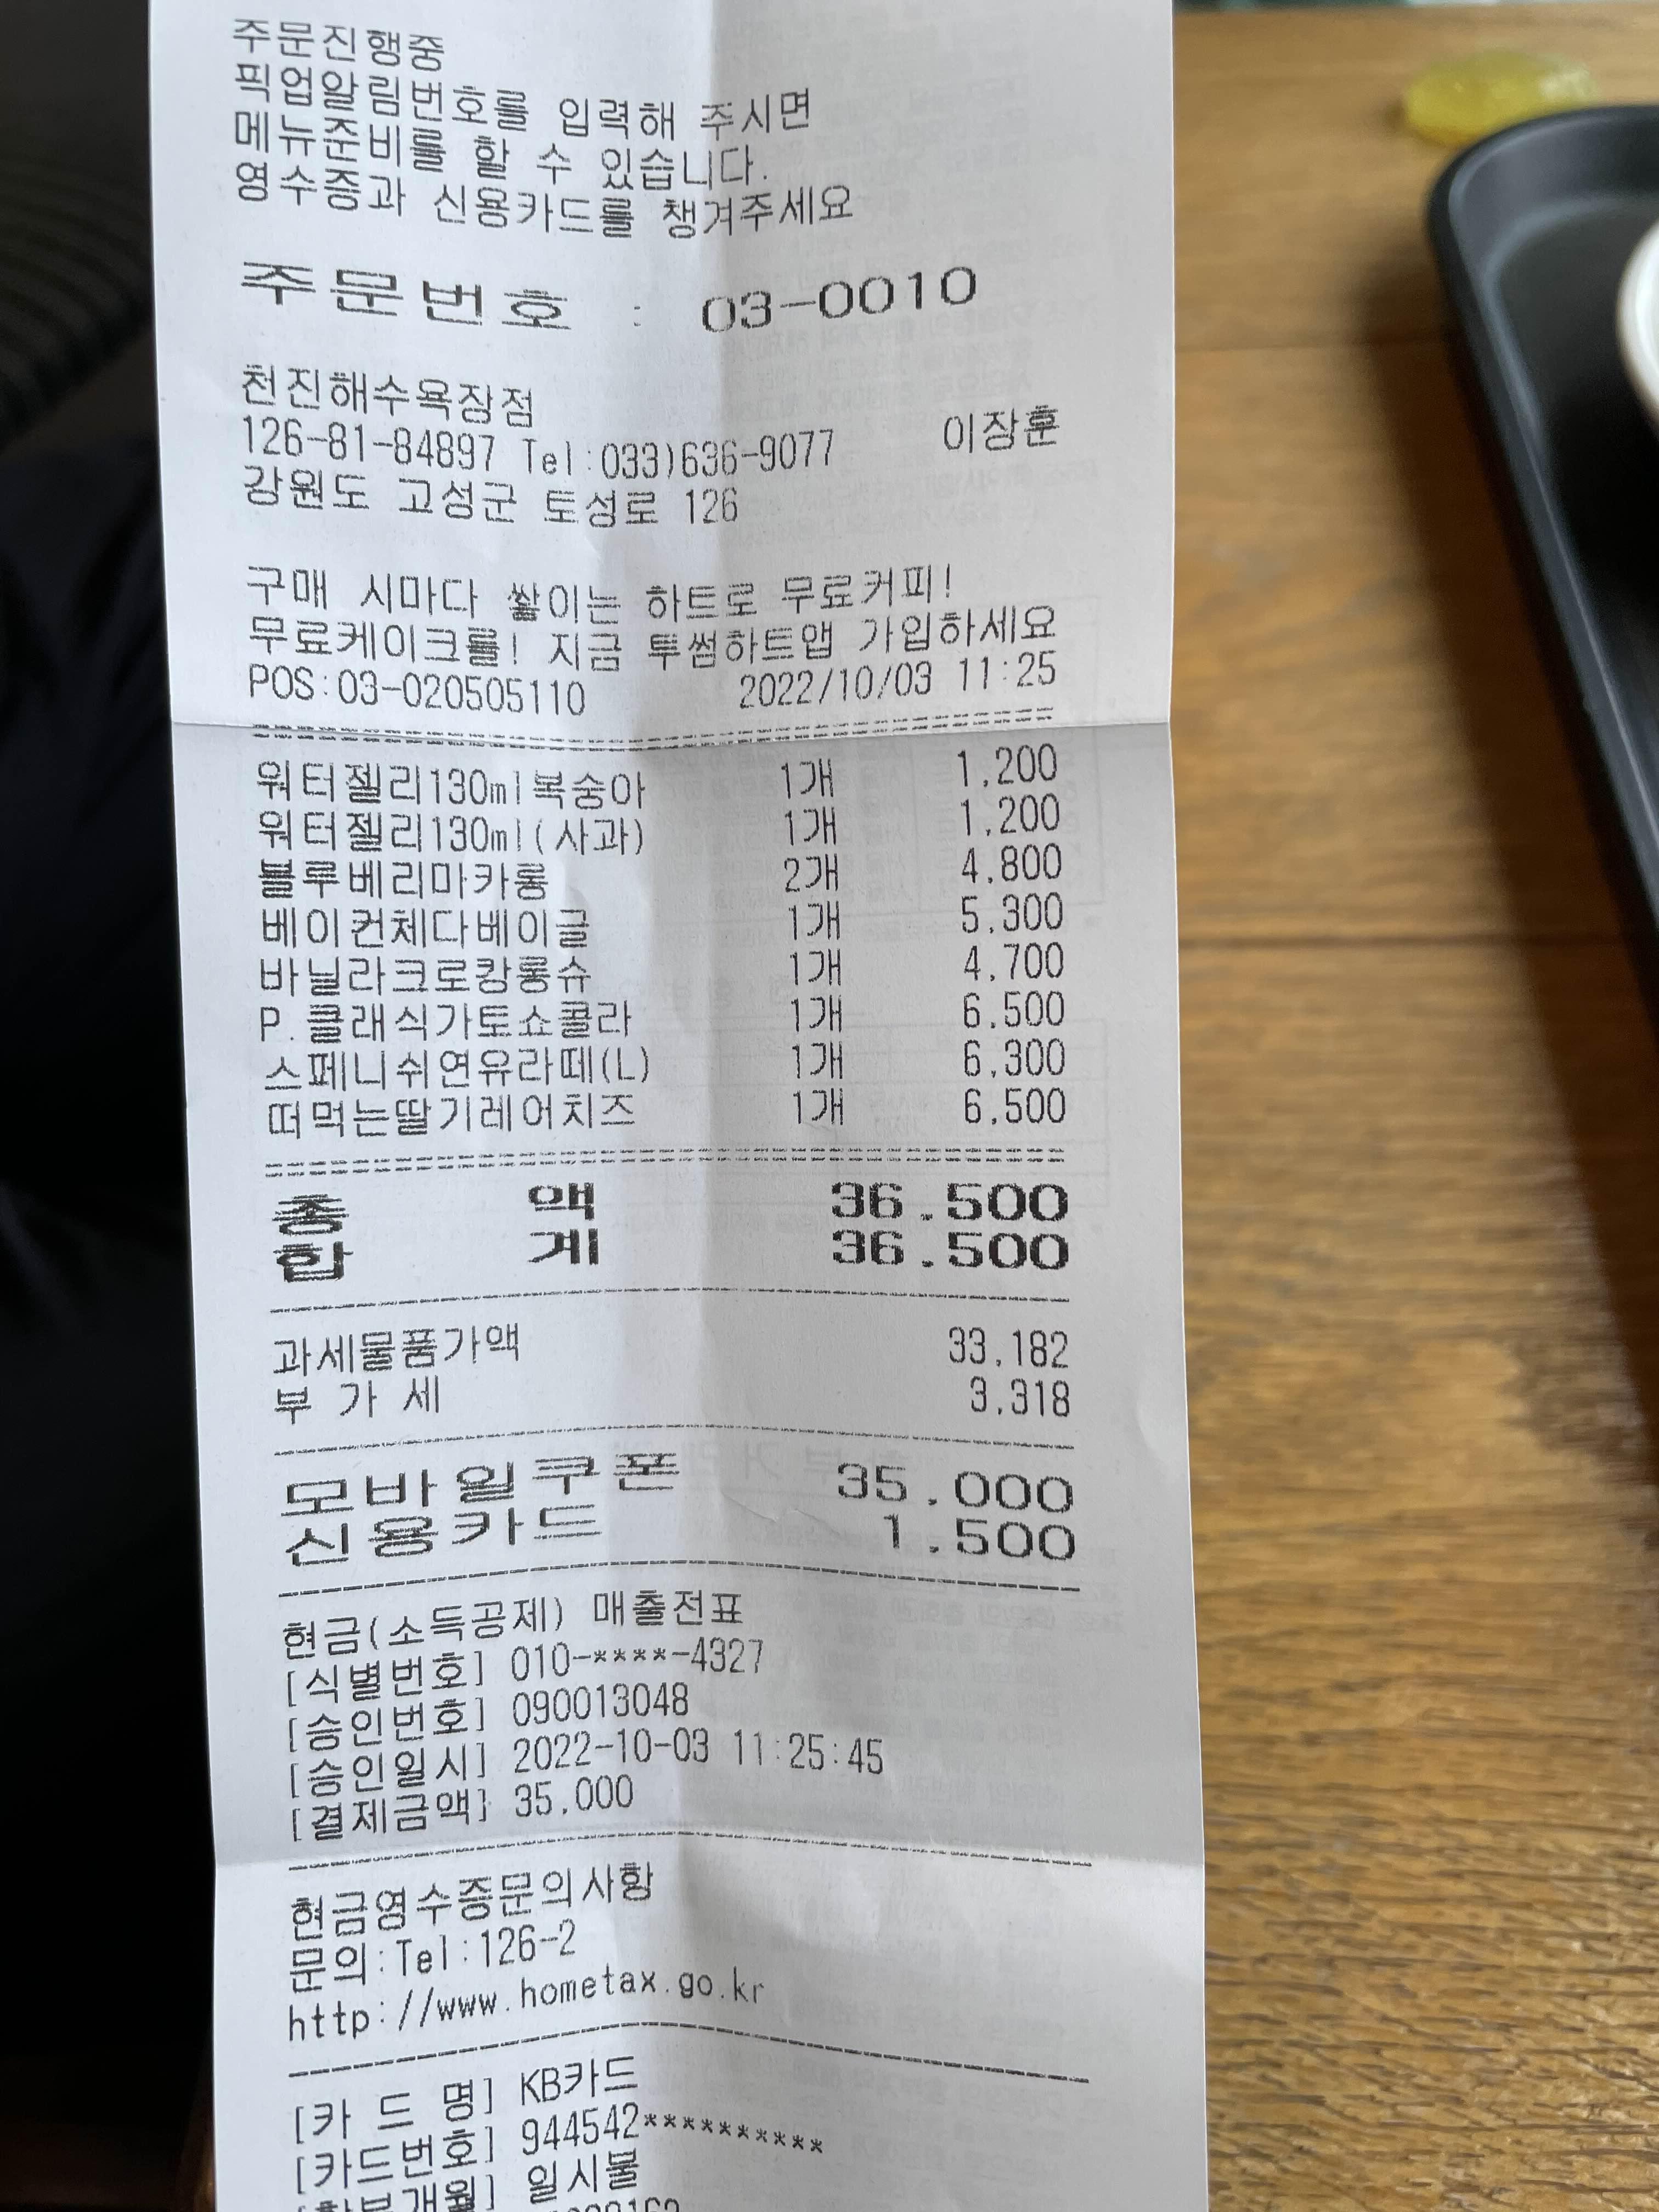 주문진행중
픽업알림번호를 입력해 주시면
메뉴준비를 할 수 있습니다.
영수증과 신용카드를 챙겨주세요
주문번호 : 03-0010
천진해수욕장점
126-81-84897 Tel:033)636-9077 이장훈
강원도 고성군 토성로 126
구매 시마다 쌓이는 하트로 무료커피!
무료케이크를! 지금 투썸하트앱 가입하세요
POS:03-020505110 2022/10/03 11:25
워터젤리130ml복숭아 1개 1,200
워터젤리130ml(사과) 1개 1,200
블루베리마카롱 2개 4,800
베이컨체다베이글 1개 5,300
바닐라크로캉롱슈 1개 4,700
P.클래식가토쇼콜라 1개 6,500
스페니쉬연유라떼(L) 1개 6,300
떠먹는딸기레어치즈 1개 6,500
총 액 36,500
합 계 36,500
과세물품가액 33,182
부 가 세 3,318
모바일쿠폰 35,000
신용카드 1,500
현금(소득공제) 매출전표
[식별번호] 010-****-4327
[승인번호] 090013048
[승인일시] 2022-10-03 11:25:45
[결제금액] 35,000
현금영수증문의사항
문의:Tel:126-2
http://www.hometax.go.kr
[카 드 명] KB카드
[카드번호] 944542**********
[할부개월] 일시불